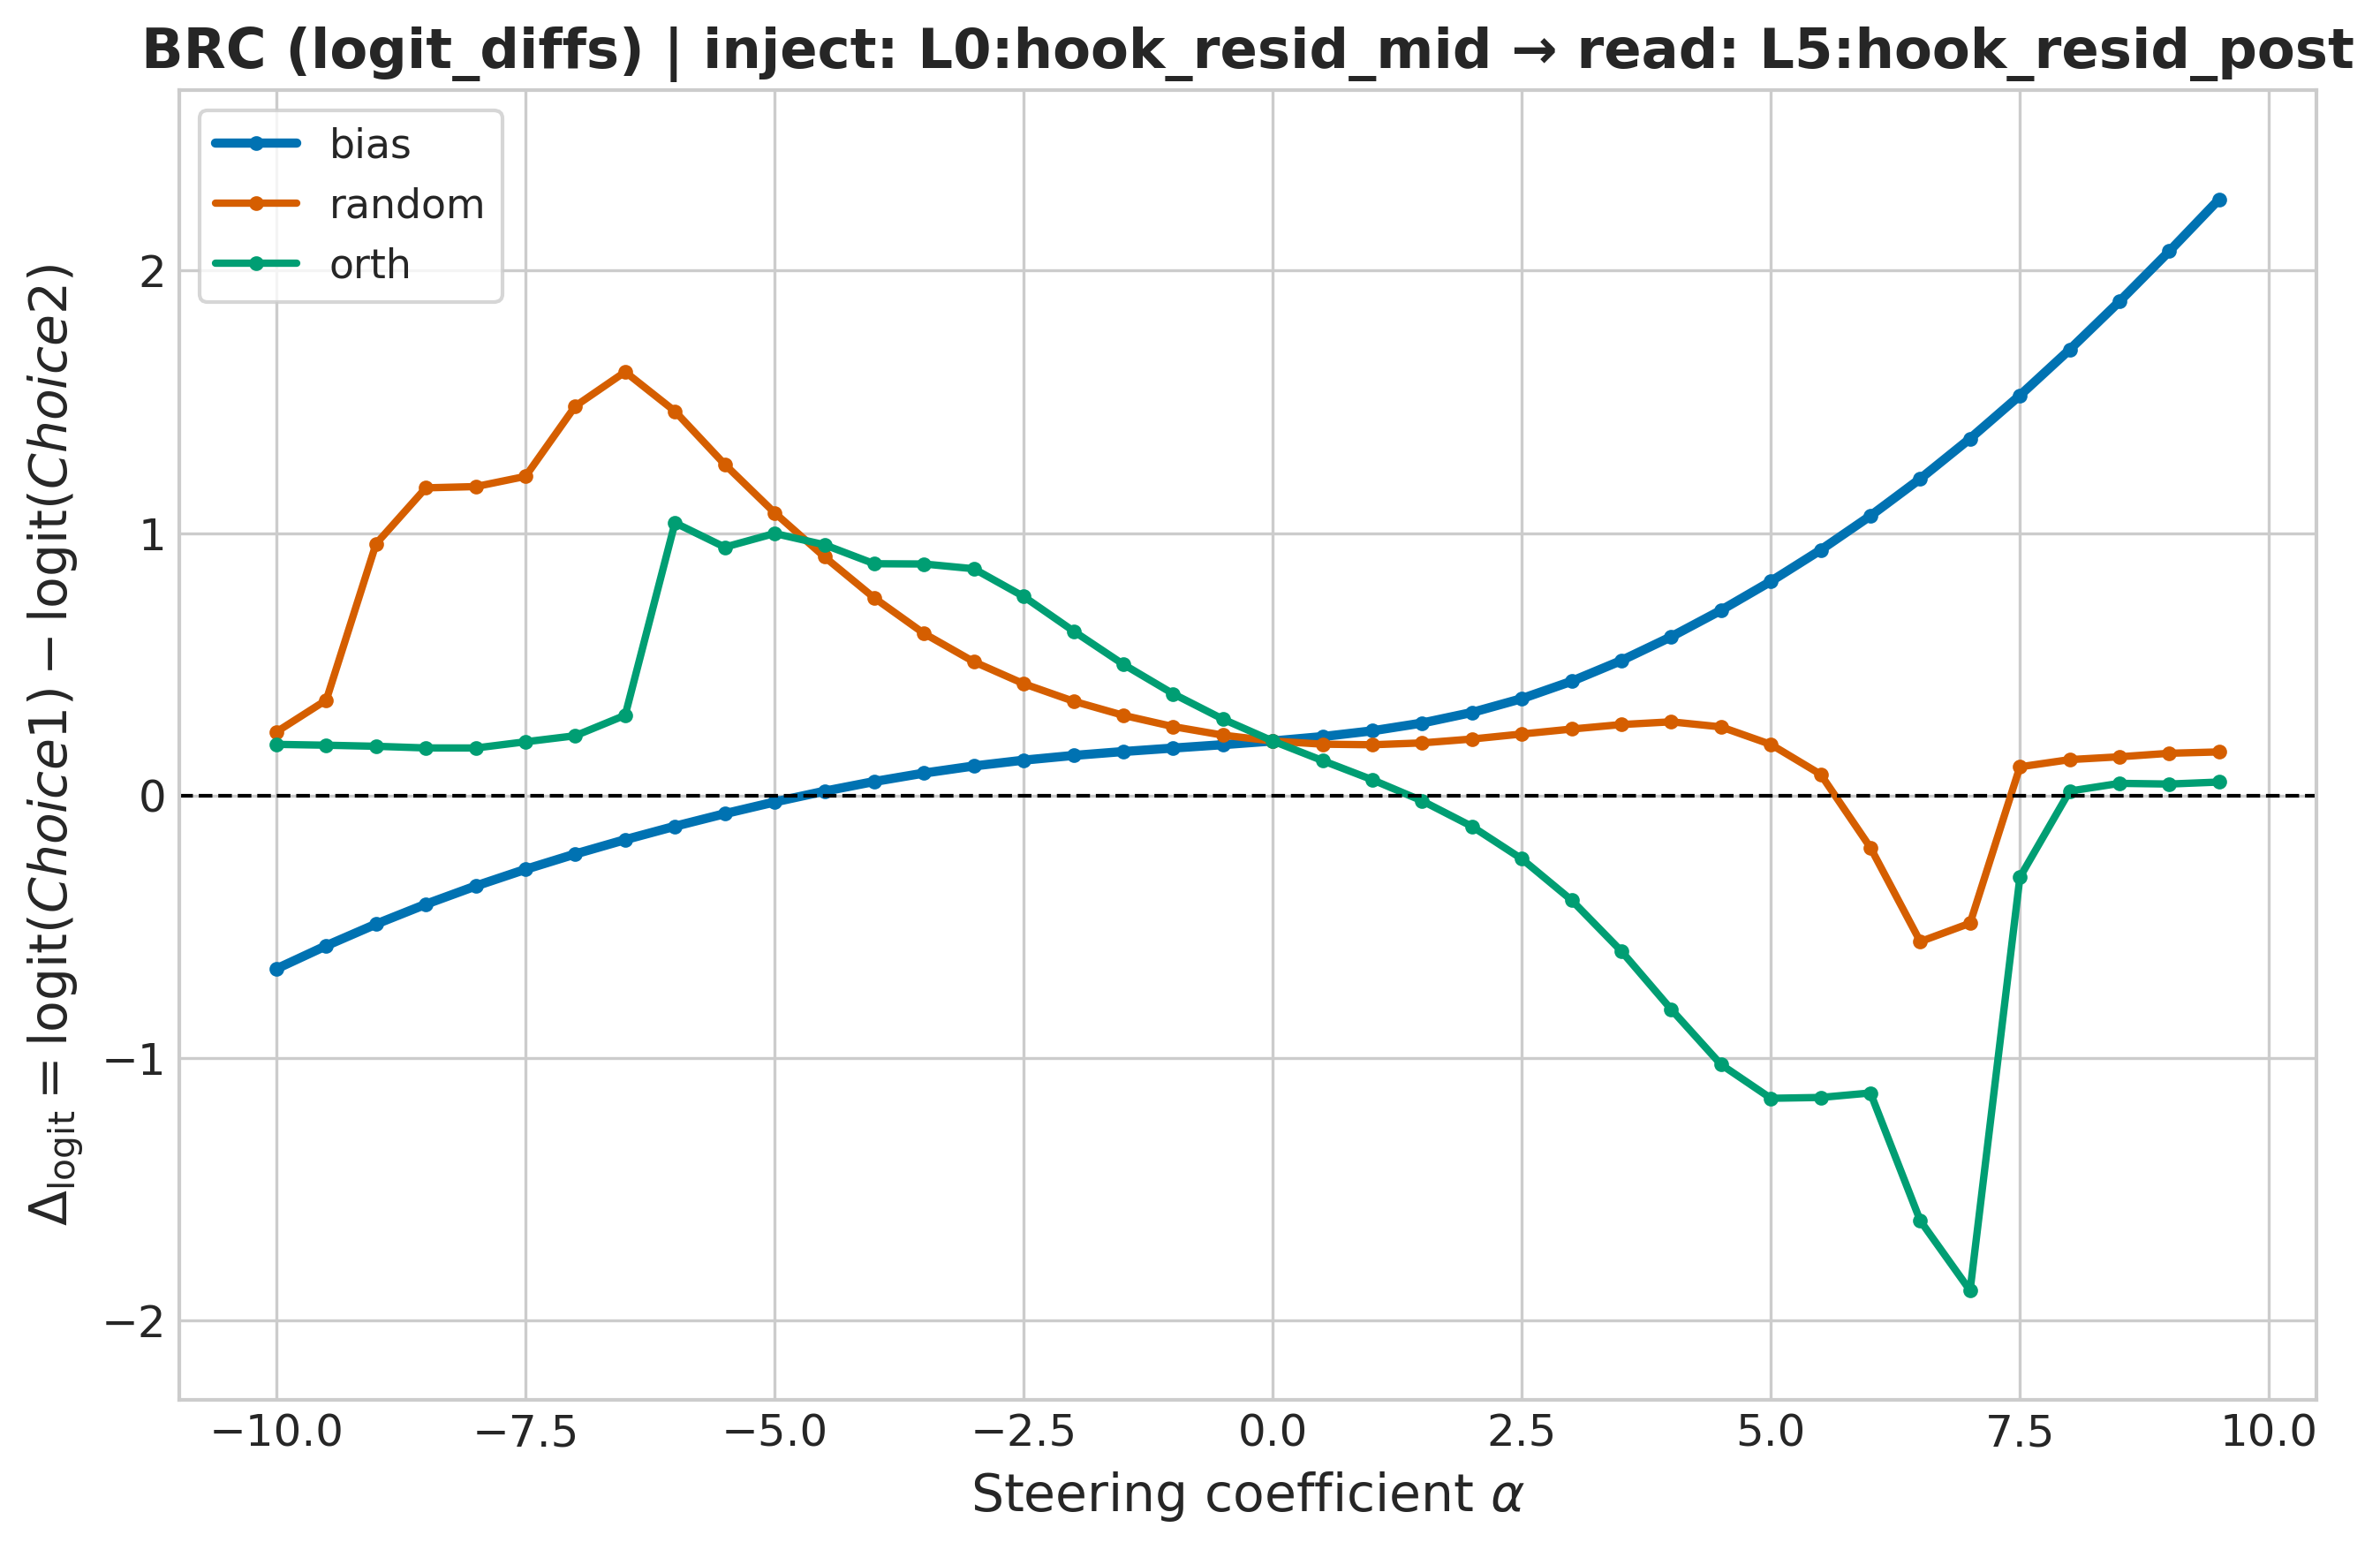 BRC (logit_diffs) | inject: L0:hook_resid_mid → read: L5:hook_resid_post
bias
random
orth
Δlogit = logit(Choice1) − logit(Choice2)
2
1
0
−1
−2
−10.0
−7.5
−5.0
−2.5
0.0
2.5
5.0
7.5
10.0
Steering coefficient α